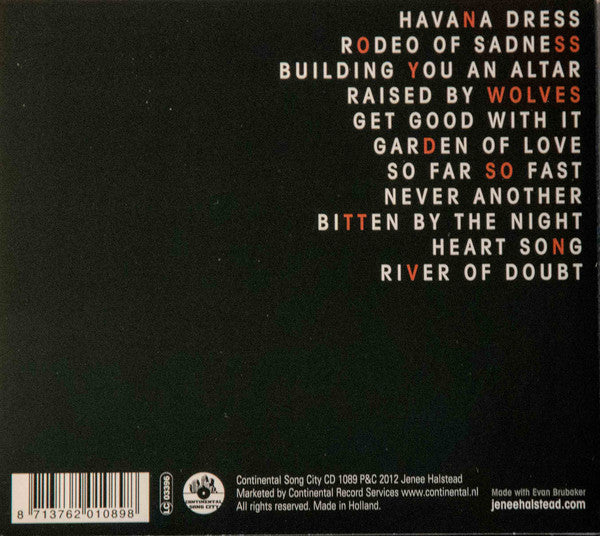 HAVANA DRESS
RODEO OF SADNESS
BUILDING YOU AN ALTAR
RAISED BY WOLVES
GET GOOD WITH IT
GARDEN OF LOVE
SO FAR SO FAST
NEVER ANOTHER
BITTEN BY THE NIGHT
HEART SONG
RIVER OF DOUBT
8 713762 010898
LC 03396
CONTINENTAL
SONG CITY
Continental Song City CD 1089 P&C 2012 Jenee Halstead
Marketed by Continental Record Services www.continental.nl
All rights reserved. Made in Holland.
Made with Evan Brubaker
jeneehalstead.com